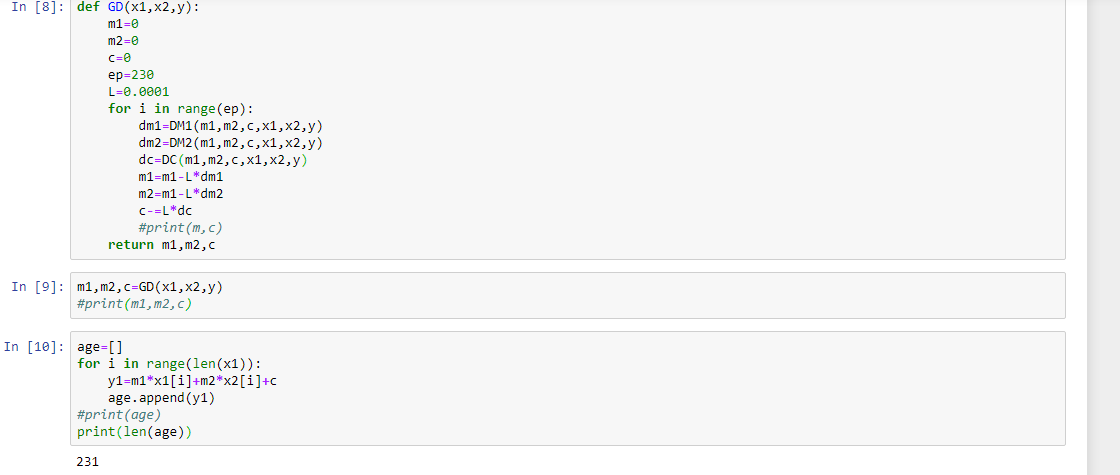 In [8]: def GD(x1,x2,y):
    m1=0
    m2=0
    c=0
    ep=230
    L=0.0001
    for i in range(ep):
        dm1=DM1(m1,m2,c,x1,x2,y)
        dm2=DM2(m1,m2,c,x1,x2,y)
        dc=DC(m1,m2,c,x1,x2,y)
        m1=m1-L*dm1
        m2=m1-L*dm2
        c-=L*dc
        #print(m,c)
    return m1,m2,c
In [9]: m1,m2,c=GD(x1,x2,y)
#print(m1,m2,c)
In [10]: age=[]
for i in range(len(x1)):
    y1=m1*x1[i]+m2*x2[i]+c
    age.append(y1)
#print(age)
print(len(age))
231